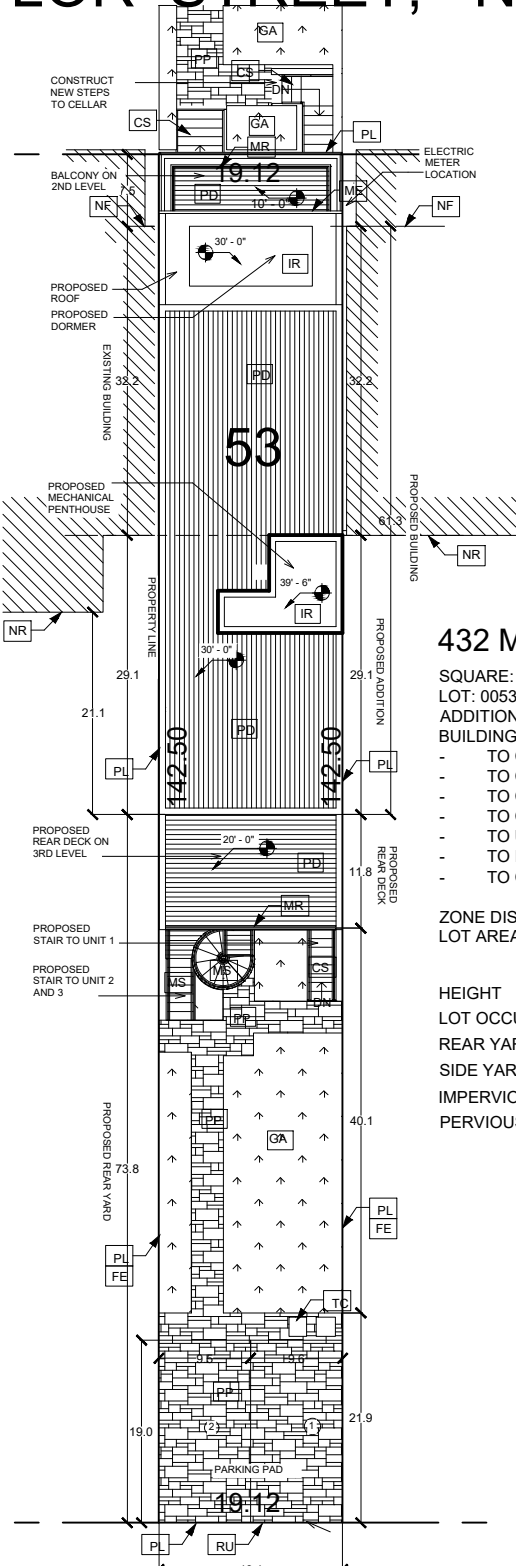 LOR STREET, N
GA
PP
CS
CONSTRUCT
NEW STEPS
TO CELLAR
DN
CS
GA
MR
PL
ELECTRIC
METER
LOCATION
BALCONY ON
2ND LEVEL
7.5
19.12
PD
10' - 0"
ME
NF
NF
30' - 0"
IR
PROPOSED
ROOF
PROPOSED
DORMER
EXISTING BUILDING
32.2
PD
32.2
53
PROPOSED
MECHANICAL
PENTHOUSE
PROPOSED BUILDING
61.3
NR
39' - 6"
IR
NR
PROPERTY LINE
30' - 0"
PROPOSED ADDITION
29.1
29.1
21.1
PD
142.50
142.50
PL
PL
432 M
SQUARE:
LOT: 0053
ADDITION
BUILDING
- TO
- TO
- TO
- TO
- TO
- TO
- TO
ZONE DIS
LOT AREA
HEIGHT
LOT OCCU
REAR YAR
SIDE YAR
IMPERVIO
PERVIOUS
PROPOSED
REAR DECK ON
3RD LEVEL
20' - 0"
PD
11.8
PROPOSED
REAR DECK
MR
PROPOSED
STAIR TO UNIT 1
MS
CS
PROPOSED
STAIR TO UNIT 2
AND 3
MS
DN
PP
PROPOSED REAR YARD
PP
GA
40.1
73.8
PL
FE
PL
FE
TC
PP
19.0
2
1
21.9
PARKING PAD
19.12
PL
RU